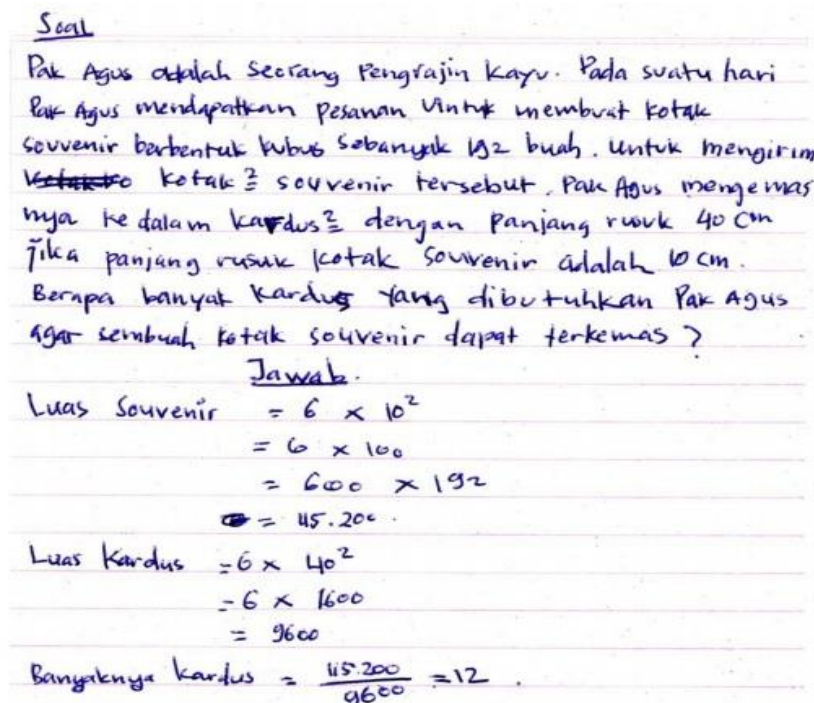 Soal
Pak Agus adalah seorang Pengrajin kayu. Pada suatu hari
Pak Agus mendapatkan pesanan Untuk membuat kotak
souvenir berbentuk kubus sebanyak 192 buah. Untuk mengirim
kotak² souvenir tersebut, Pak Agus mengemas
nya ke dalam kardus² dengan panjang rusuk 40 cm
jika panjang rusuk kotak souvenir adalah 10 cm.
Berapa banyak kardus yang dibutuhkan Pak Agus
agar sembuah kotak souvenir dapat terkemas ?
Jawab.
Luas Souvenir = 6 × 10²
= 6 × 100
= 600 × 192
= 115.200.
Luas Kardus = 6 × 40²
= 6 × 1600
= 9600
Banyaknya kardus = 115.200 / 9600 = 12.